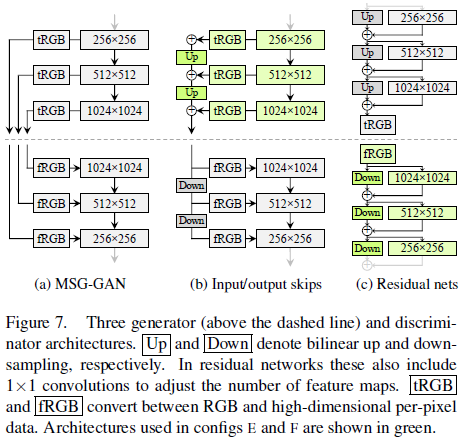 tRGB 256×256 tRGB 256×256 Up 256×256
Up
tRGB 512×512 tRGB 512×512 Up 512×512
Up
tRGB 1024×1024 tRGB 1024×1024 Up 1024×1024
tRGB
fRGB
fRGB 1024×1024 fRGB 1024×1024 Down 1024×1024
Down
fRGB 512×512 fRGB 512×512 Down 512×512
Down
fRGB 256×256 fRGB 256×256 Down 256×256
(a) MSG-GAN (b) Input/output skips (c) Residual nets
Figure 7. Three generator (above the dashed line) and discrimi-
nator architectures. Up and Down denote bilinear up and down-
sampling, respectively. In residual networks these also include
1×1 convolutions to adjust the number of feature maps. tRGB
and fRGB convert between RGB and high-dimensional per-pixel
data. Architectures used in configs E and F are shown in green.